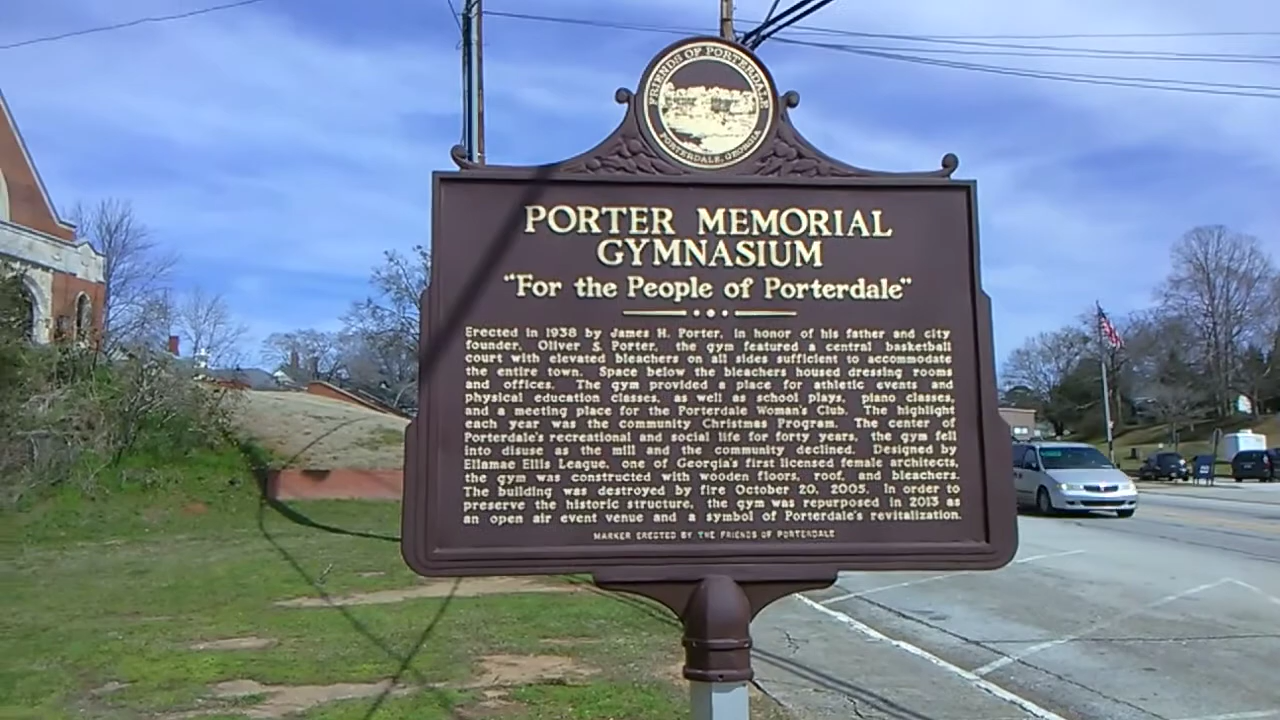 FRIENDS OF PORTERDALE
PORTERDALE, GEORGIA
PORTER MEMORIAL
GYMNASIUM
"For the People of Porterdale"
Erected in 1938 by James H. Porter, in honor of his father and city
founder, Oliver S. Porter, the gym featured a central basketball
court with elevated bleachers on all sides sufficient to accommodate
the entire town. Space below the bleachers housed dressing rooms
and offices. The gym provided a place for athletic events and
physical education classes, as well as school plays, piano classes,
and a meeting place for the Porterdale Woman's Club. The highlight
each year was the community Christmas Program. The center of
Porterdale's recreational and social life for forty years, the gym fell
into disuse as the mill and the community declined. Designed by
Ellamae Ellis League, one of Georgia's first licensed female architects,
the gym was constructed with wooden floors, roof, and bleachers.
The building was destroyed by fire October 20, 2005. In order to
preserve the historic structure, the gym was repurposed in 2013 as
an open air event venue and a symbol of Porterdale's revitalization.
MARKER ERECTED BY THE FRIENDS OF PORTERDALE